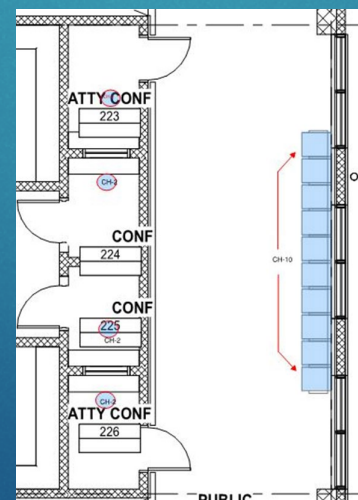 ATTY CONF
223
CH-2
CONF
224
CH-10
CONF
225
CH-2
CH-2
ATTY CONF
226
PUBLIC